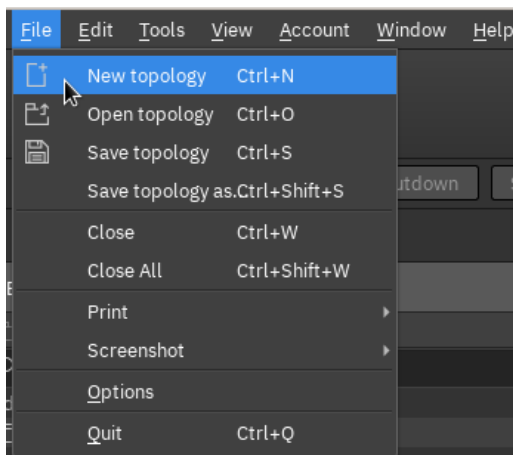 File Edit Tools View Account Window Help
New topology Ctrl+N
Open topology Ctrl+O
Save topology Ctrl+S
Save topology as... Ctrl+Shift+S
Close Ctrl+W
Close All Ctrl+Shift+W
Print
Screenshot
Options
Quit Ctrl+Q